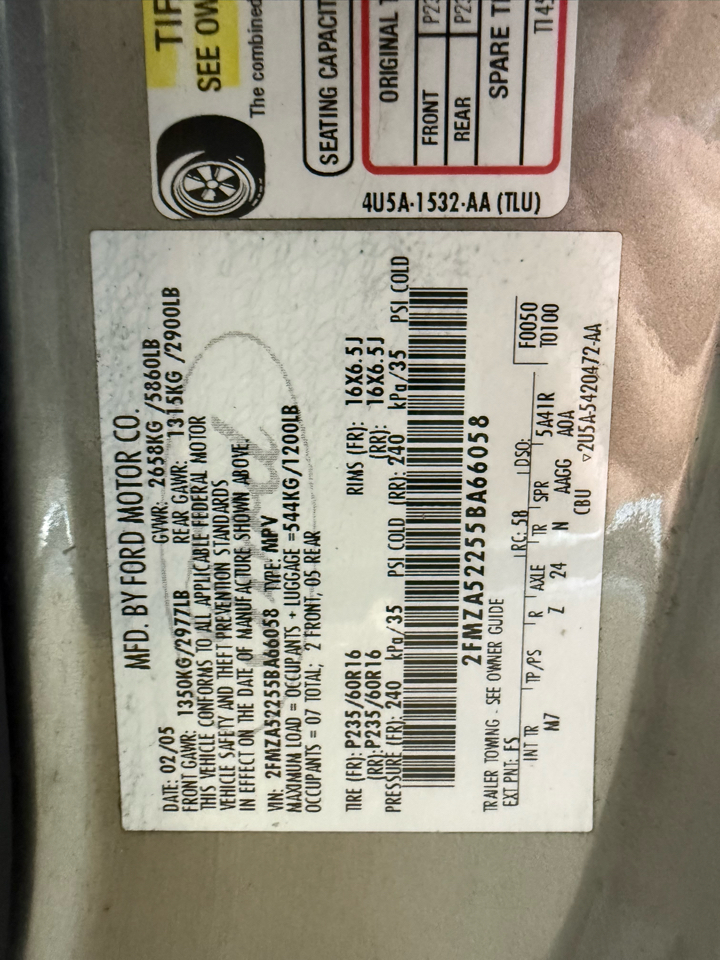 TIR
SEE OW
The combined
SEATING CAPACIT
ORIGINAL T
FRONT P23
REAR P23
SPARE TI
T145
4U5A-1532-AA (TLU)
MFD. BY FORD MOTOR CO.
DATE: 02/05 GVWR: 2658KG /5860LB
FRONT GAWR: 1350KG/2977LB REAR GAWR: 1315KG /2900LB
THIS VEHICLE CONFORMS TO ALL APPLICABLE FEDERAL MOTOR
VEHICLE SAFETY AND THEFT PREVENTION STANDARDS
IN EFFECT ON THE DATE OF MANUFACTURE SHOWN ABOVE.
VIN: 2FMZA52255BA66058 TYPE: MPV
MAXIMUM LOAD = OCCUPANTS + LUGGAGE =544KG/1200LB
OCCUPANTS = 07 TOTAL; 2 FRONT, 05-REAR
TIRE (FR): P235/60R16 RIMS (FR): 16X6.5J
(RR): P235/60R16 (RR): 16X6.5J
PRESSURE (FR): 240 kPa/35 PSI COLD (RR): 240 kPa/35 PSI COLD
2FMZA52255BA66058
TRAILER TOWING - SEE OWNER GUIDE
EXT PNT: FS RC: 5B DSO: F0050
INT TR TP/PS R AXLE TR SPR 5A41R T0100
M7 Z 24 N AAGG A0A
CBU ▽2U5A-5420472-AA